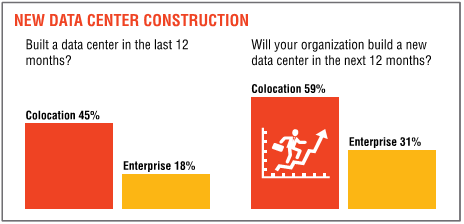 NEW DATA CENTER CONSTRUCTION
Built a data center in the last 12
months?
Colocation 45%
Enterprise 18%
Will your organization build a new
data center in the next 12 months?
Colocation 59%
Enterprise 31%